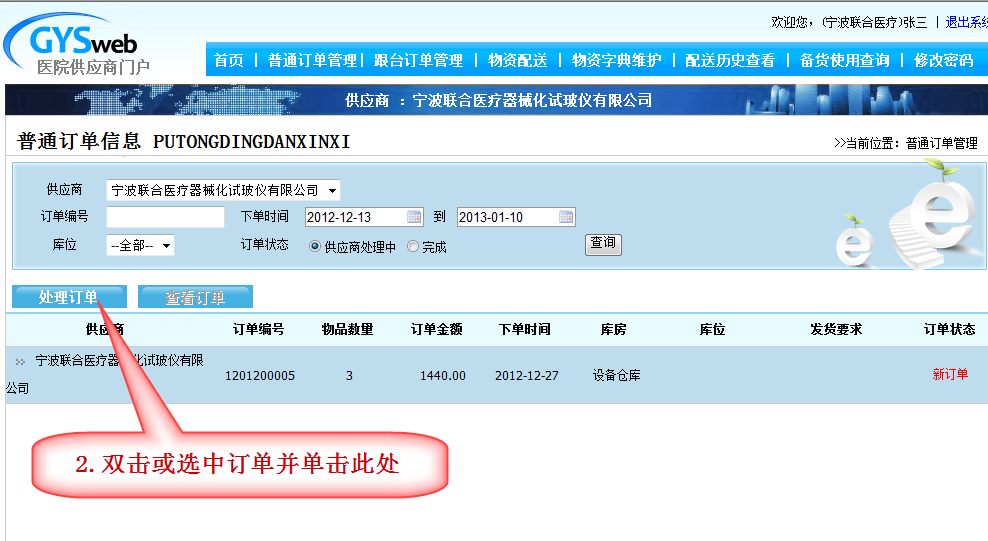 欢迎您，(宁波联合医疗)张三 | 退出系统
GYSweb
医院供应商门户
首页 | 普通订单管理 | 跟台订单管理 | 物资配送 | 物资字典维护 | 配送历史查看 | 备货使用查询 | 修改密码
供应商 ：宁波联合医疗器械化试玻仪有限公司
普通订单信息 PUTONGDINGDANXINXI
>>当前位置：普通订单管理
供应商 宁波联合医疗器械化试玻仪有限公司
订单编号 下单时间 2012-12-13 到 2013-01-10
库位 --全部-- 订单状态 供应商处理中 完成 查询
处理订单 查看订单
供应商 订单编号 物品数量 订单金额 下单时间 库房 库位 发货要求 订单状态
宁波联合医疗器械化试玻仪有限
公司 1201200005 3 1440.00 2012-12-27 设备仓库 新订单
2.双击或选中订单并单击此处